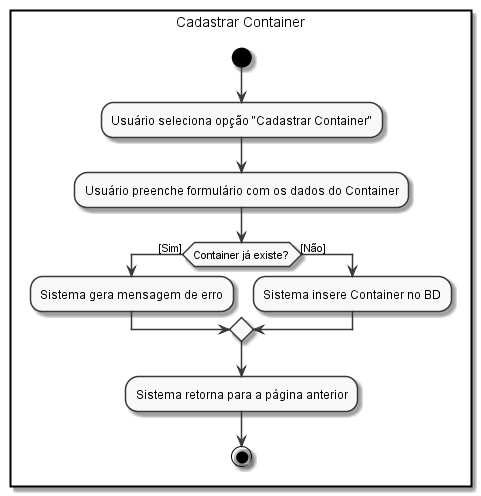 Cadastrar Container
Usuário seleciona opção "Cadastrar Container"
Usuário preenche formulário com os dados do Container
[Sim]
Container já existe?
[Não]
Sistema gera mensagem de erro
Sistema insere Container no BD
Sistema retorna para a página anterior